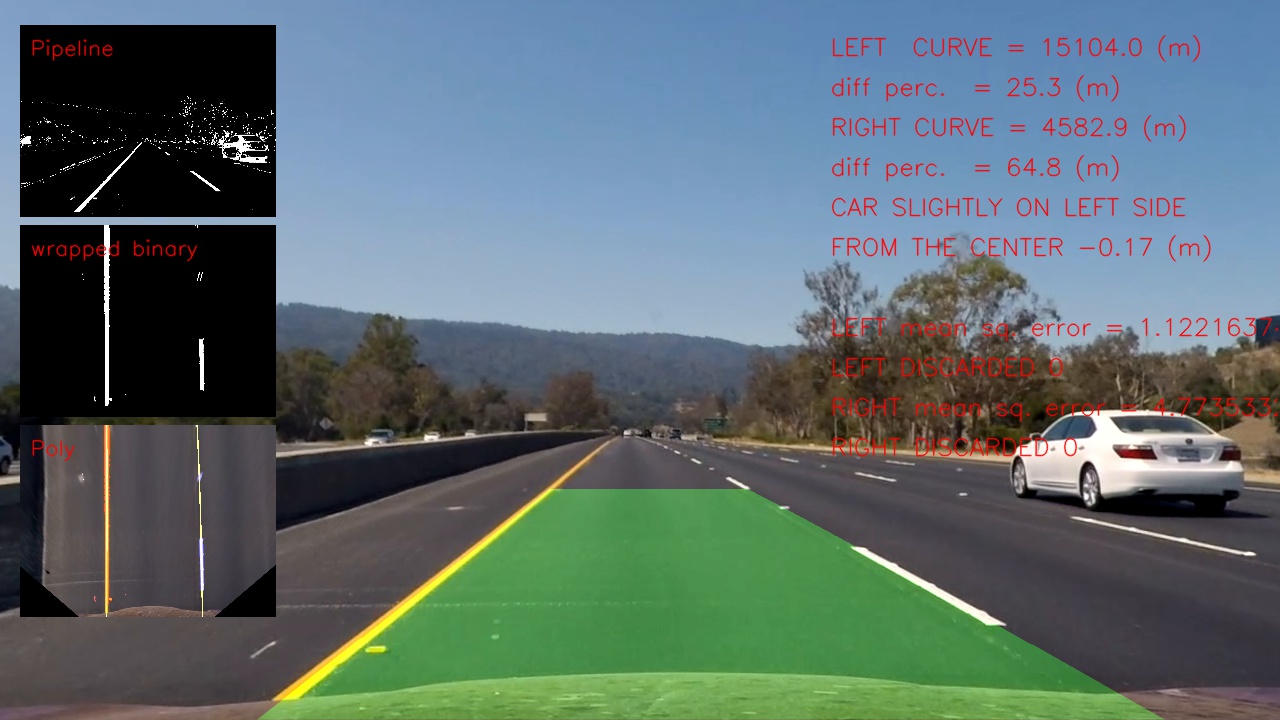 Pipeline
wrapped binary
Poly
LEFT CURVE = 15104.0 (m)
diff perc. = 25.3 (m)
RIGHT CURVE = 4582.9 (m)
diff perc. = 64.8 (m)
CAR SLIGHTLY ON LEFT SIDE
FROM THE CENTER -0.17 (m)
LEFT mean sq. error = 1.1221637
LEFT DISCARDED 0
RIGHT mean sq. error = 4.773533
RIGHT DISCARDED 0